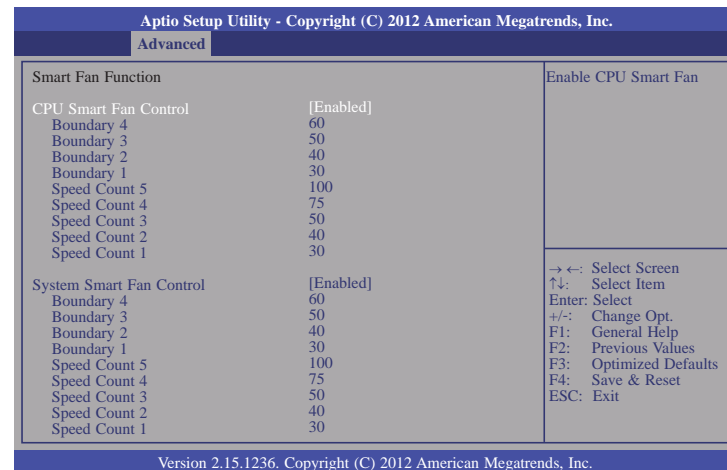 Aptio Setup Utility - Copyright (C) 2012 American Megatrends, Inc.
Advanced
Smart Fan Function
CPU Smart Fan Control [Enabled]
Boundary 4 60
Boundary 3 50
Boundary 2 40
Boundary 1 30
Speed Count 5 100
Speed Count 4 75
Speed Count 3 50
Speed Count 2 40
Speed Count 1 30
System Smart Fan Control [Enabled]
Boundary 4 60
Boundary 3 50
Boundary 2 40
Boundary 1 30
Speed Count 5 100
Speed Count 4 75
Speed Count 3 50
Speed Count 2 40
Speed Count 1 30
Enable CPU Smart Fan
→ ←: Select Screen
↑↓: Select Item
Enter: Select
+/-: Change Opt.
F1: General Help
F2: Previous Values
F3: Optimized Defaults
F4: Save & Reset
ESC: Exit
Version 2.15.1236. Copyright (C) 2012 American Megatrends, Inc.